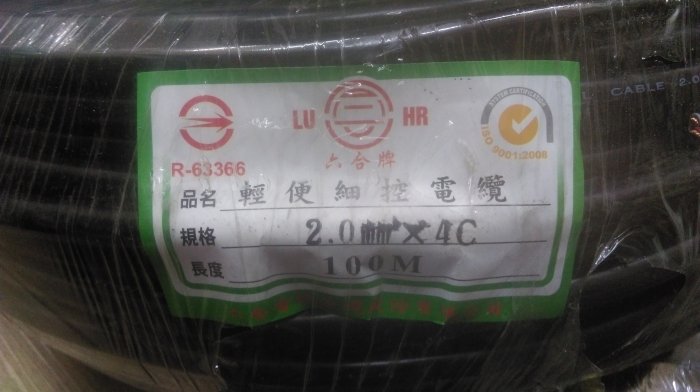 CABLE
LU HR
ISO 9001:2008
R-63366
六合牌
品名 輕便細控電纜
規格 2.0㎟×4C
長度 100M